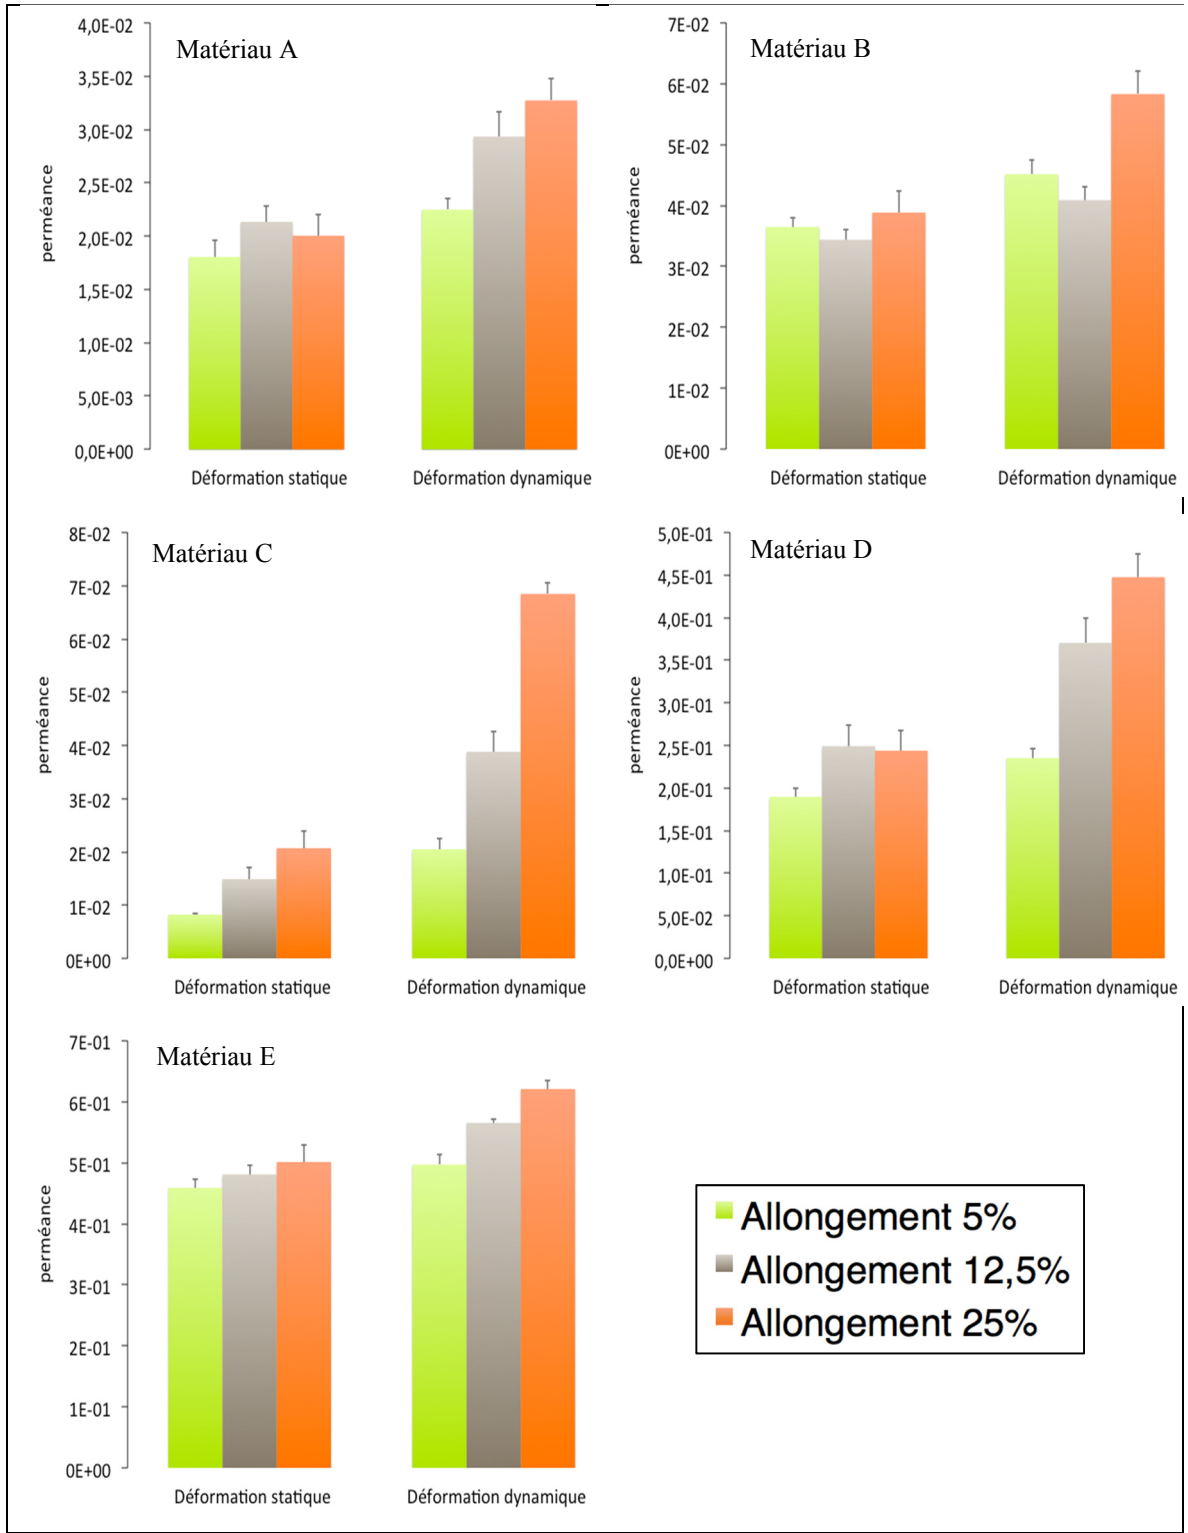 Matériau A
4,0E-02
3,5E-02
3,0E-02
2,5E-02
2,0E-02
1,5E-02
1,0E-02
5,0E-03
0,0E+00
perméance
Déformation statique
Déformation dynamique
Matériau B
7E-02
6E-02
5E-02
4E-02
3E-02
2E-02
1E-02
0E+00
perméance
Déformation statique
Déformation dynamique
Matériau C
8E-02
7E-02
6E-02
5E-02
4E-02
3E-02
2E-02
1E-02
0E+00
perméance
Déformation statique
Déformation dynamique
Matériau D
5,0E-01
4,5E-01
4,0E-01
3,5E-01
3,0E-01
2,5E-01
2,0E-01
1,5E-01
1,0E-01
5,0E-02
0,0E+00
perméance
Déformation statique
Déformation dynamique
Matériau E
7E-01
6E-01
5E-01
4E-01
3E-01
2E-01
1E-01
0E+00
perméance
Déformation statique
Déformation dynamique
Allongement 5%
Allongement 12,5%
Allongement 25%